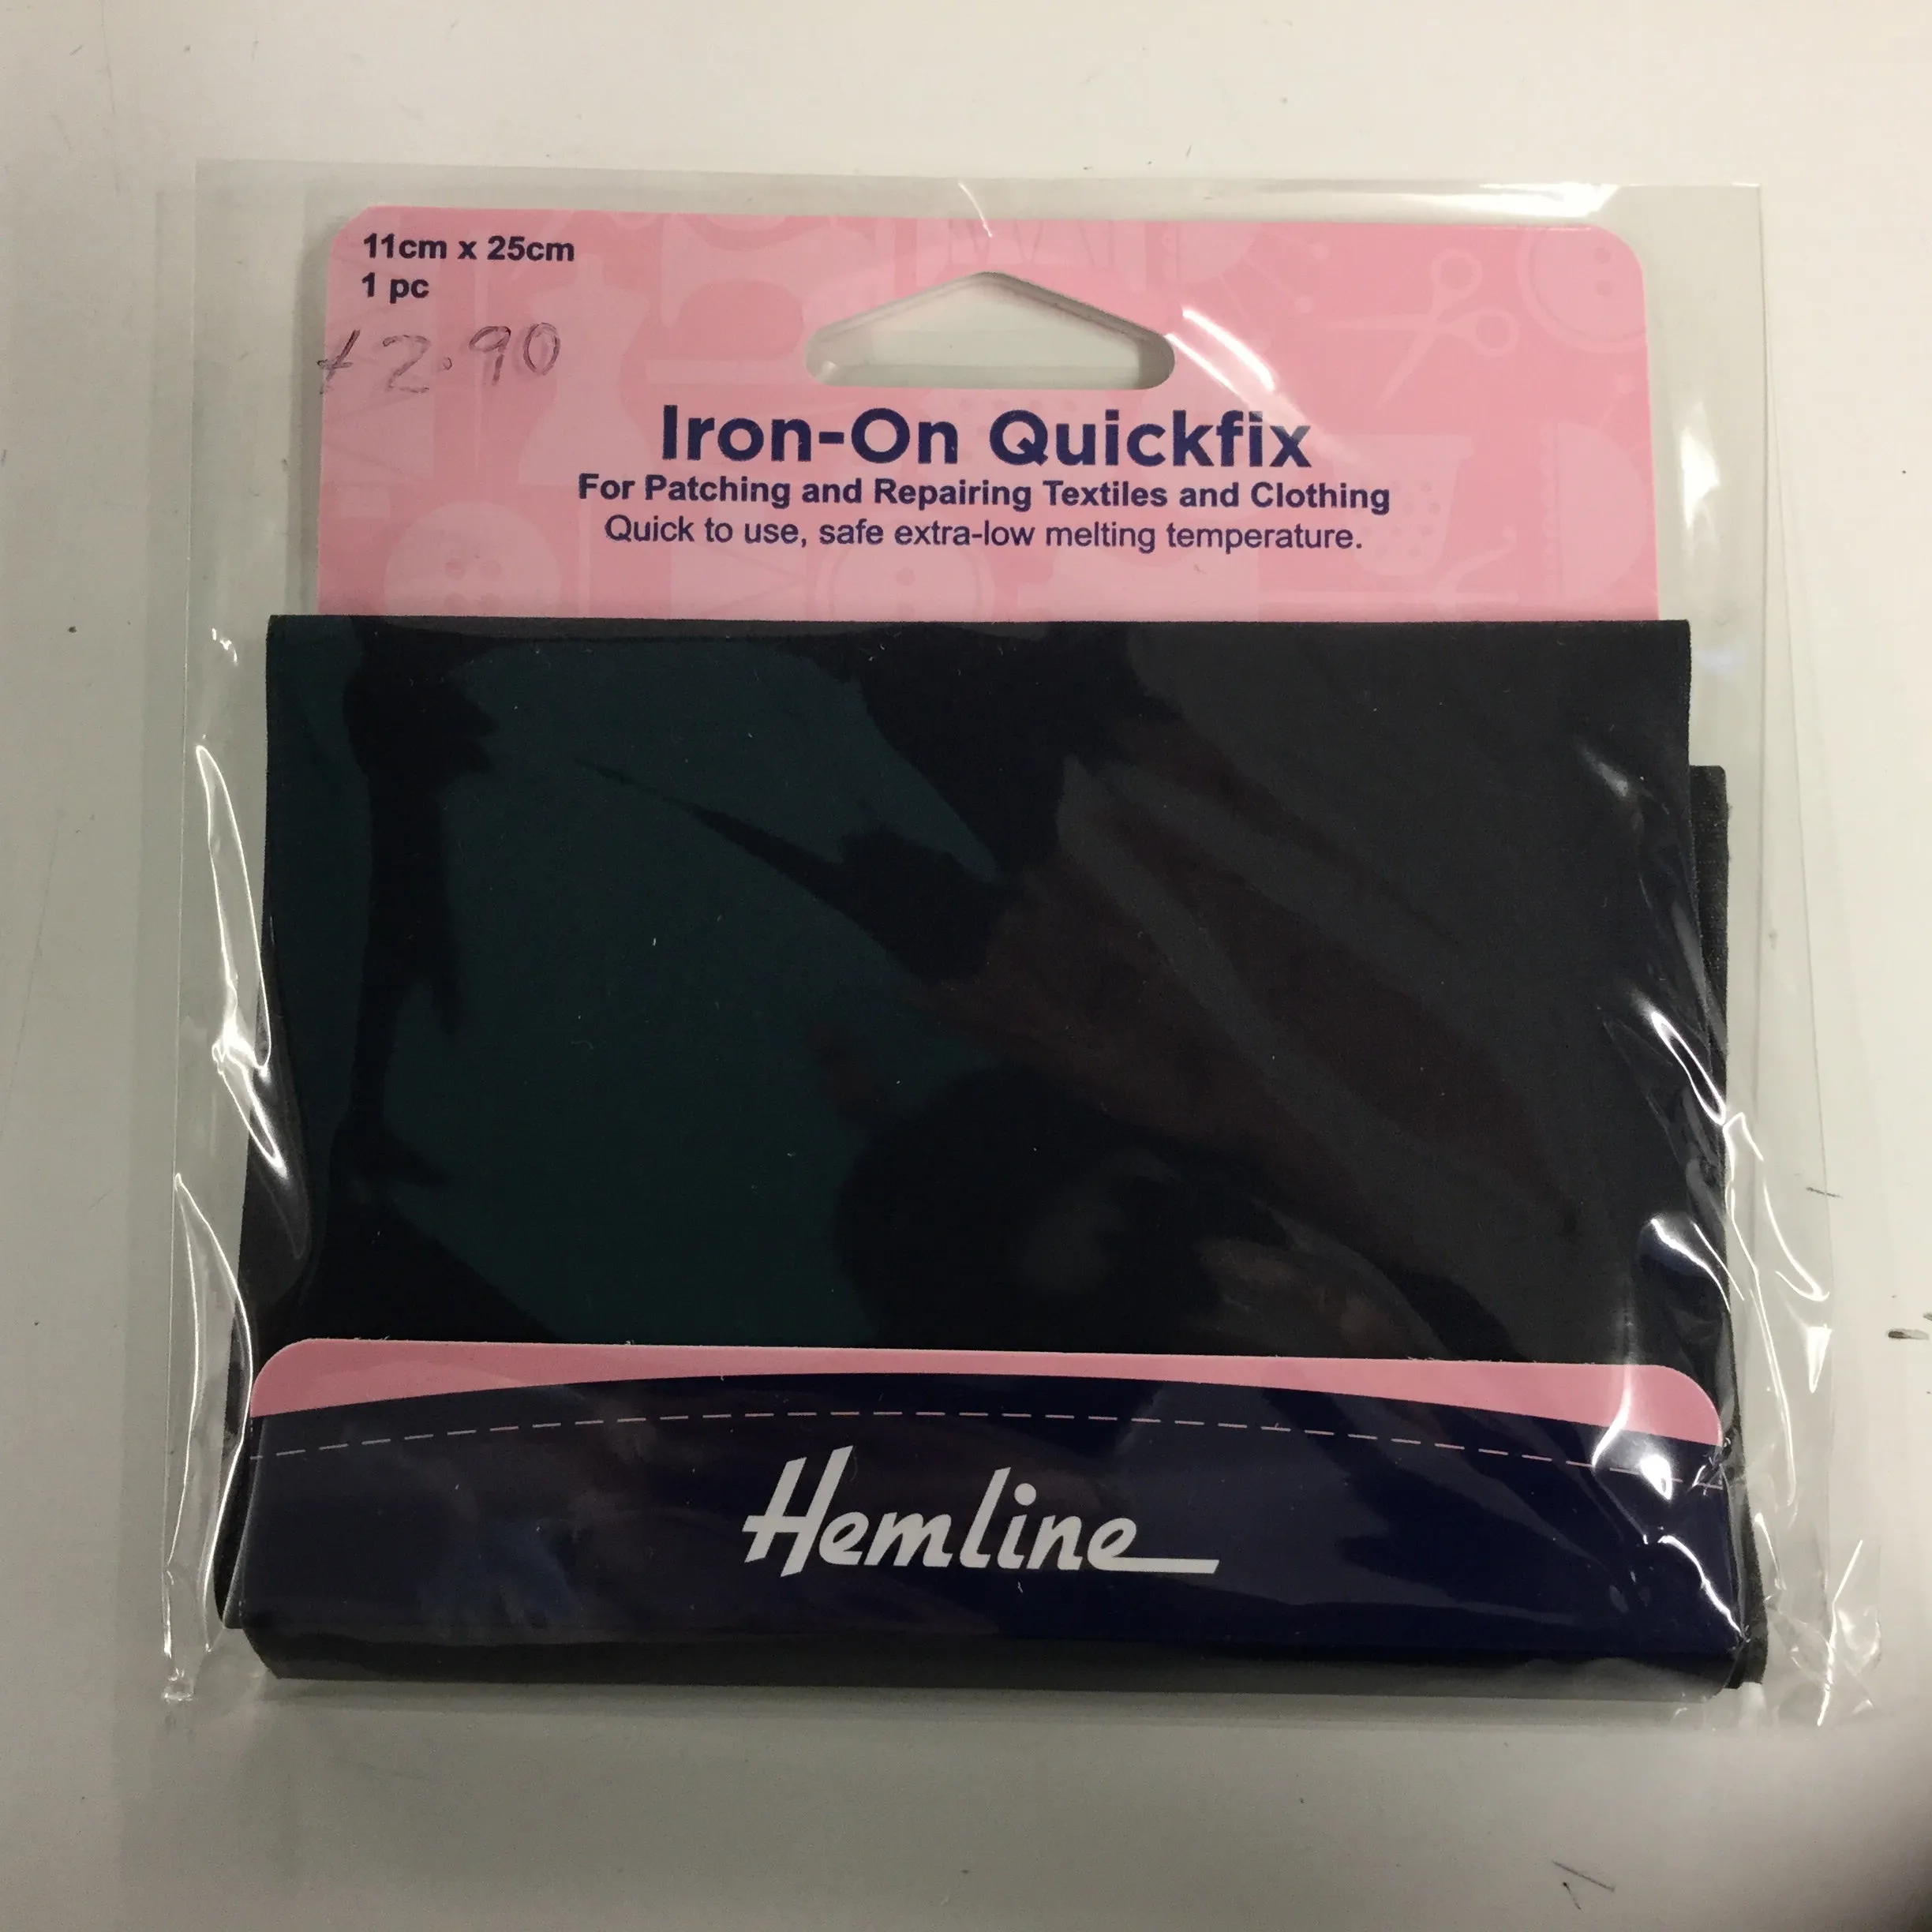 11cm x 25cm
1 pc
£2.90
Iron-On Quickfix
For Patching and Repairing Textiles and Clothing
Quick to use, safe extra-low melting temperature.
Hemline